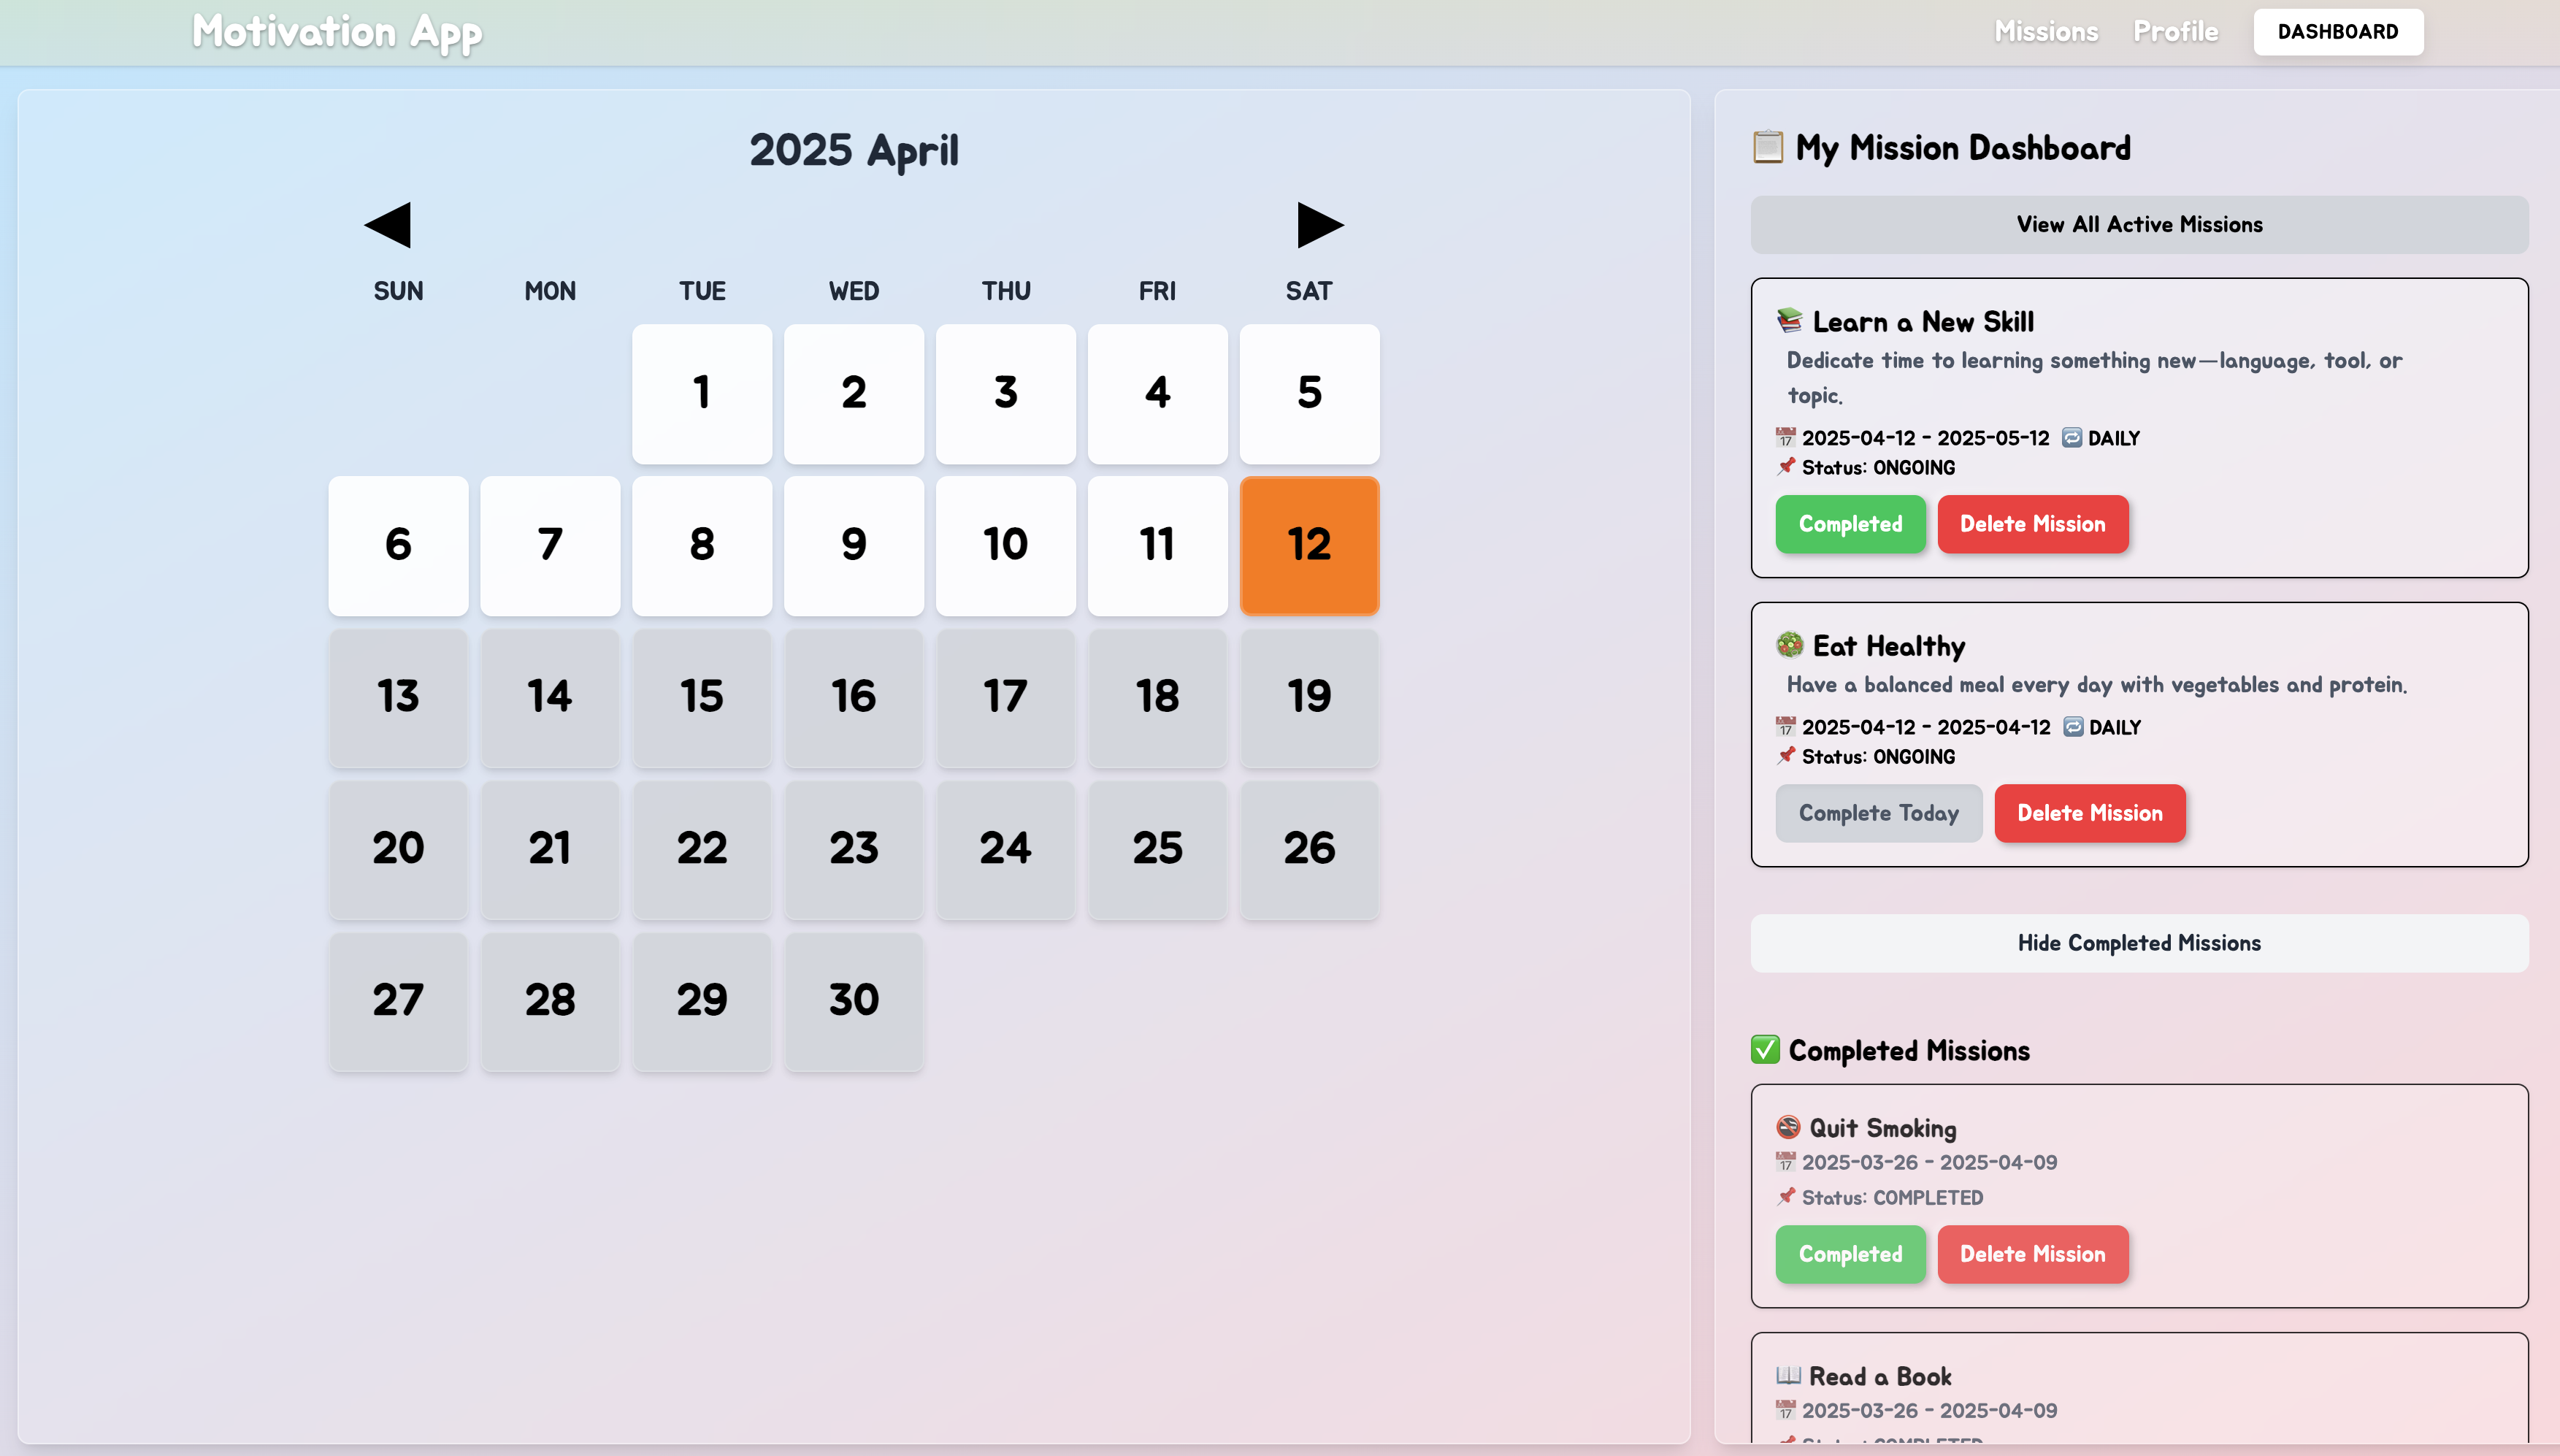 Motivation App
Missions Profile DASHBOARD
2025 April
SUN MON TUE WED THU FRI SAT
1 2 3 4 5
6 7 8 9 10 11 12
13 14 15 16 17 18 19
20 21 22 23 24 25 26
27 28 29 30
My Mission Dashboard
View All Active Missions
Learn a New Skill
Dedicate time to learning something new—language, tool, or
topic.
2025-04-12 - 2025-05-12 DAILY
Status: ONGOING
Completed Delete Mission
Eat Healthy
Have a balanced meal every day with vegetables and protein.
2025-04-12 - 2025-04-12 DAILY
Status: ONGOING
Complete Today Delete Mission
Hide Completed Missions
Completed Missions
Quit Smoking
2025-03-26 - 2025-04-09
Status: COMPLETED
Completed Delete Mission
Read a Book
2025-03-26 - 2025-04-09